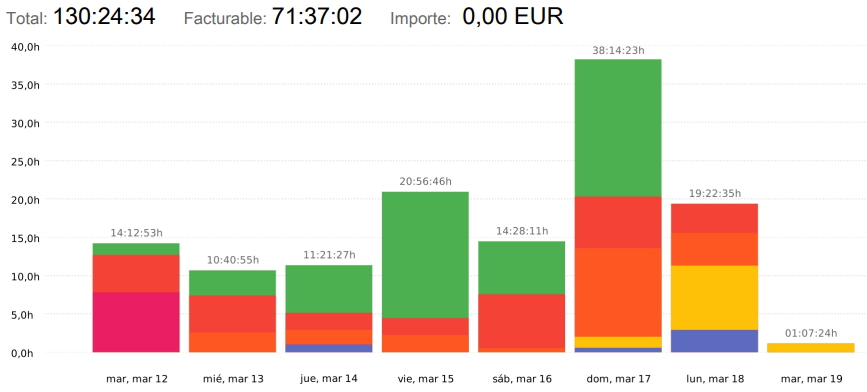 Total: 130:24:34 Facturable: 71:37:02 Importe: 0,00 EUR
40,0h
38:14:23h
35,0h
30,0h
25,0h
20:56:46h
20,0h
19:22:35h
15,0h
14:12:53h
14:28:11h
10:40:55h
11:21:27h
10,0h
5,0h
01:07:24h
0,0h
mar, mar 12 mié, mar 13 jue, mar 14 vie, mar 15 sáb, mar 16 dom, mar 17 lun, mar 18 mar, mar 19